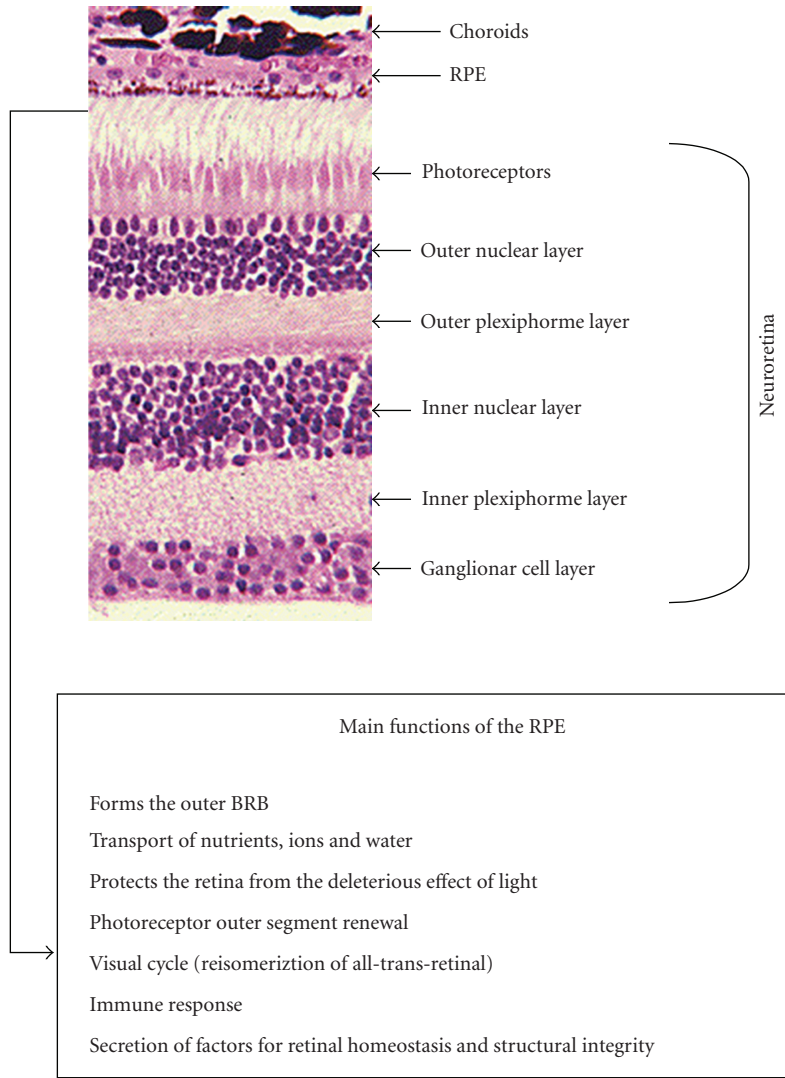 Choroids
RPE
Photoreceptors
Outer nuclear layer
Outer plexiphorme layer
Inner nuclear layer
Inner plexiphorme layer
Ganglionar cell layer
Neuroretina
Main functions of the RPE
Forms the outer BRB
Transport of nutrients, ions and water
Protects the retina from the deleterious effect of light
Photoreceptor outer segment renewal
Visual cycle (reisomeriztion of all-trans-retinal)
Immune response
Secretion of factors for retinal homeostasis and structural integrity